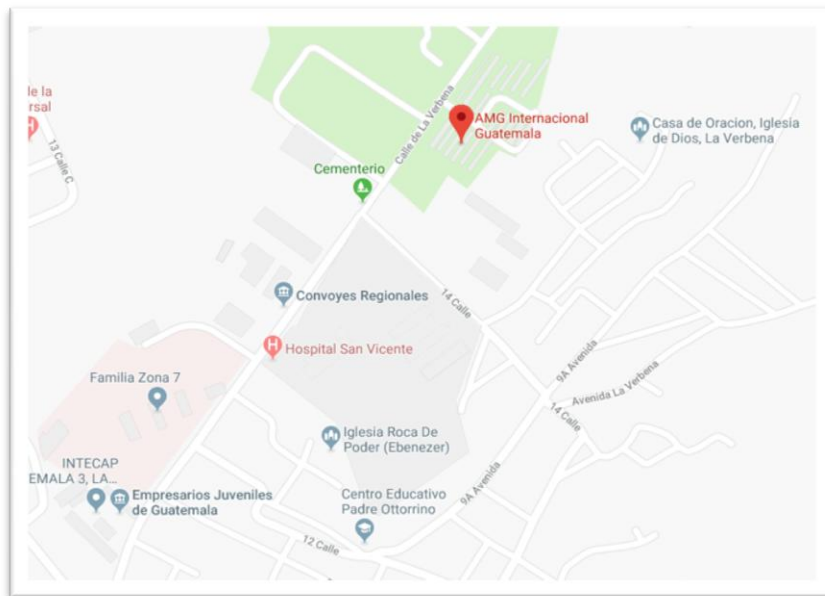 de la
rsal
13 Calle C
Calle de La Verbena
AMG Internacional
Guatemala
Casa de Oracion, Iglesia
de Dios, La Verbena
Cementerio
14 Calle
Convoyes Regionales
Hospital San Vicente
9A Avenida
Avenida La Verbena
Familia Zona 7
14 Calle
Iglesia Roca De
Poder (Ebenezer)
INTECAP
EMALA 3, LA...
Empresarios Juveniles
de Guatemala
9A Avenida
Centro Educativo
Padre Ottorrino
12 Calle